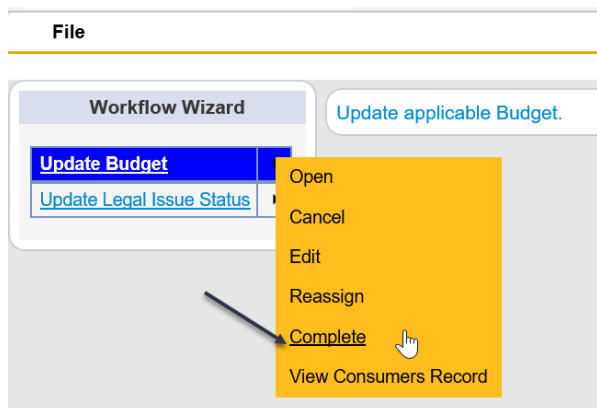 File
Workflow Wizard
Update applicable Budget.
Update Budget
Update Legal Issue Status
Open
Cancel
Edit
Reassign
Complete
View Consumers Record